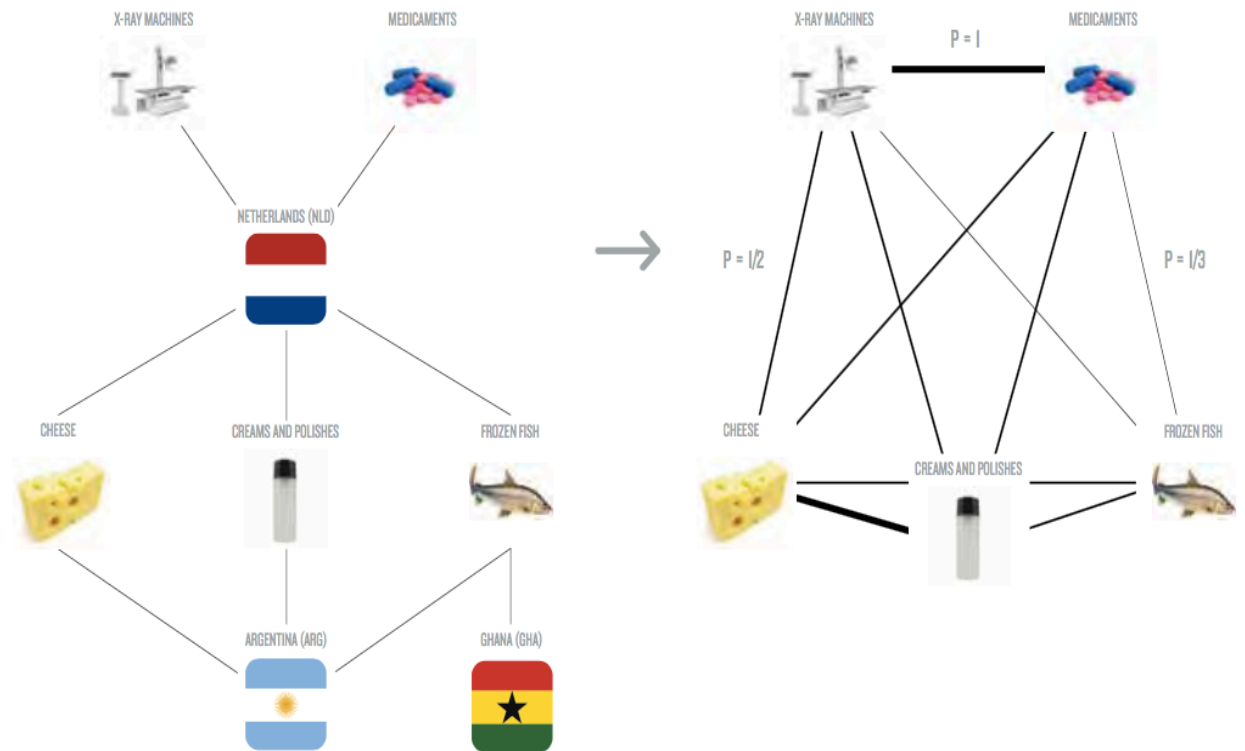 X-RAY MACHINES
MEDICAMENTS
NETHERLANDS (NLD)
CHEESE
CREAMS AND POLISHES
FROZEN FISH
ARGENTINA (ARG)
GHANA (GHA)
X-RAY MACHINES
P = 1
MEDICAMENTS
P = 1/2
P = 1/3
CHEESE
CREAMS AND POLISHES
FROZEN FISH